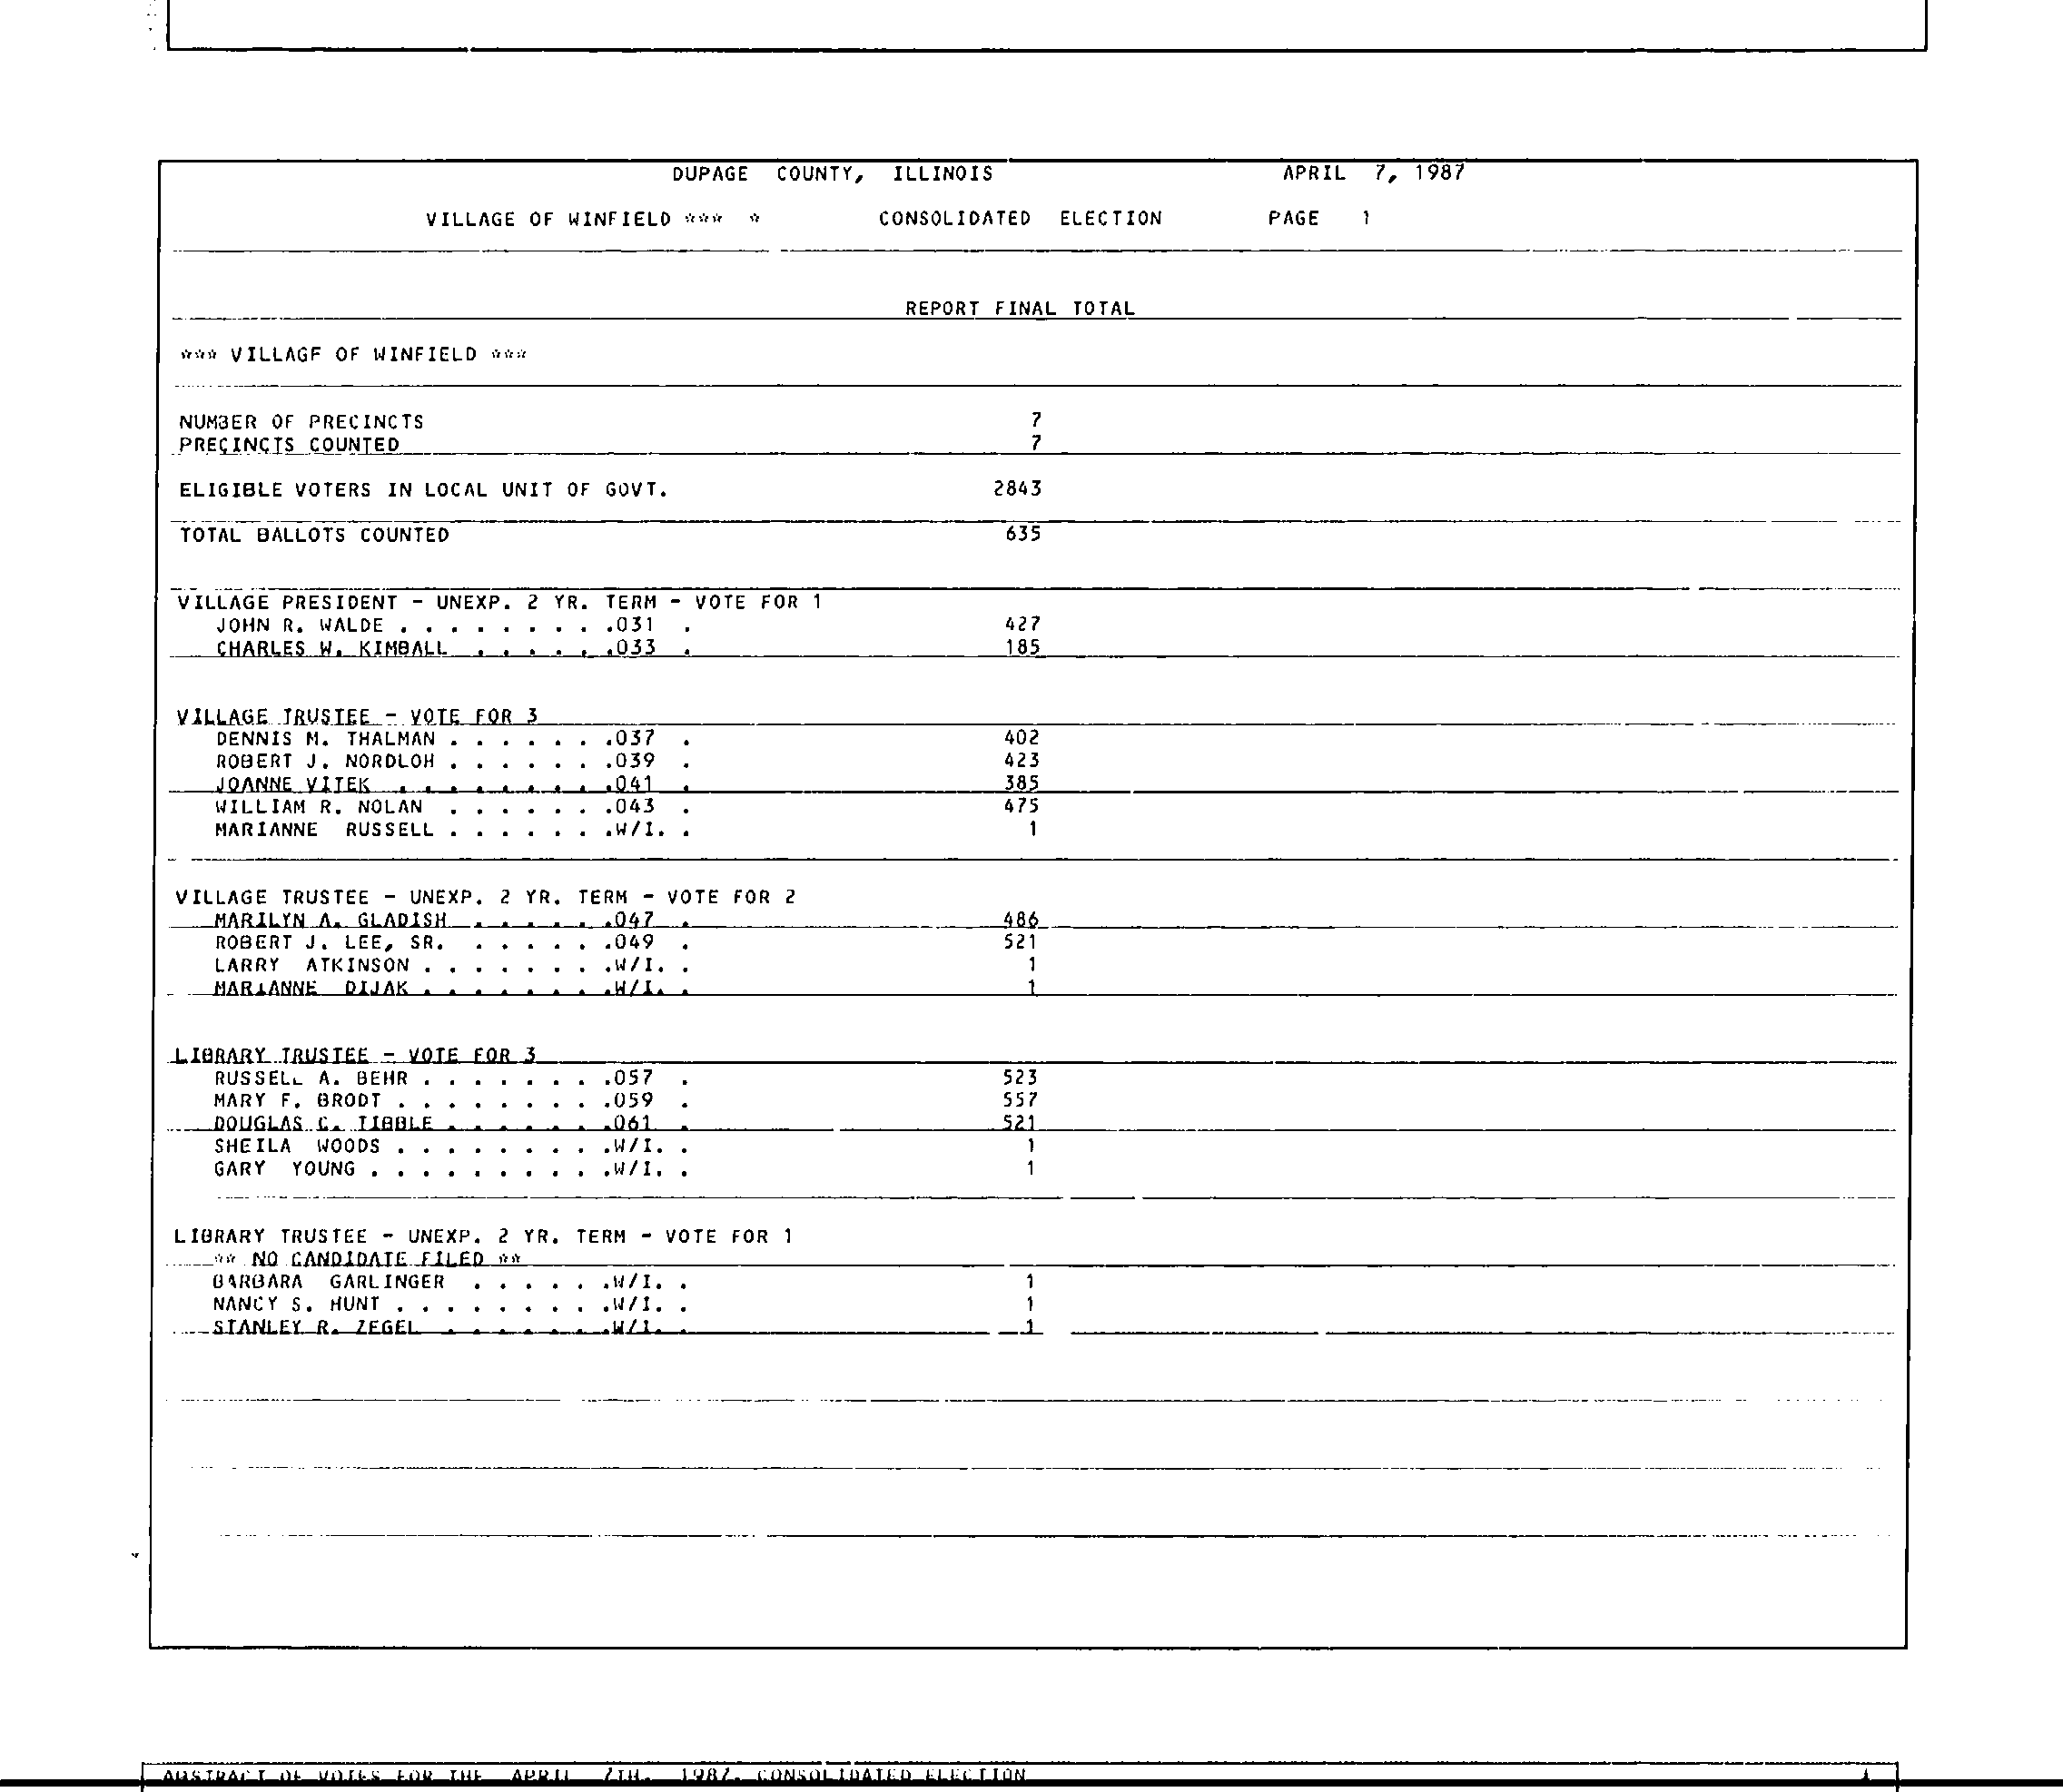 DUPAGE COUNTY, ILLINOIS APRIL 7, 1987
VILLAGE OF WINFIELD *** * CONSOLIDATED ELECTION PAGE 1
REPORT FINAL TOTAL
*** VILLAGF OF WINFIELD ***
NUMBER OF PRECINCTS 7
PRECINCTS COUNTED 7
ELIGIBLE VOTERS IN LOCAL UNIT OF GOVT. 2843
TOTAL BALLOTS COUNTED 635
VILLAGE PRESIDENT - UNEXP. 2 YR. TERM - VOTE FOR 1
JOHN R. WALDE . . . . . . . . .031 . 427
CHARLES W. KIMBALL . . . . . .033 . 185
VILLAGE TRUSTEE - VOTE FOR 3
DENNIS M. THALMAN . . . . . . .037 . 402
ROBERT J. NORDLOH . . . . . . .039 . 423
JOANNE VITEK . . . . . . . . .041 . 385
WILLIAM R. NOLAN . . . . . . .043 . 475
MARIANNE RUSSELL . . . . . . .W/I. . 1
VILLAGE TRUSTEE - UNEXP. 2 YR. TERM - VOTE FOR 2
MARILYN A. GLADISH . . . . . .047 . 486
ROBERT J. LEE, SR. . . . . . .049 . 521
LARRY ATKINSON . . . . . . . .W/I. . 1
MARIANNE DIJAK . . . . . . . .W/I. . 1
LIBRARY TRUSTEE - VOTE FOR 3
RUSSELL A. BEHR . . . . . . . .057 . 523
MARY F. BRODT . . . . . . . . .059 . 557
DOUGLAS C. TIBBLE . . . . . . .061 . 521
SHEILA WOODS . . . . . . . . .W/I. . 1
GARY YOUNG . . . . . . . . . .W/I. . 1
LIBRARY TRUSTEE - UNEXP. 2 YR. TERM - VOTE FOR 1
** NO CANDIDATE FILED **
BARBARA GARLINGER . . . . . .W/I. . 1
NANCY S. HUNT . . . . . . . . .W/I. . 1
STANLEY R. ZEGEL . . . . . . .W/I. . 1
ABSTRACT OF VOTES FOR THE APRIL 7TH, 1987, CONSOLIDATED ELECTION